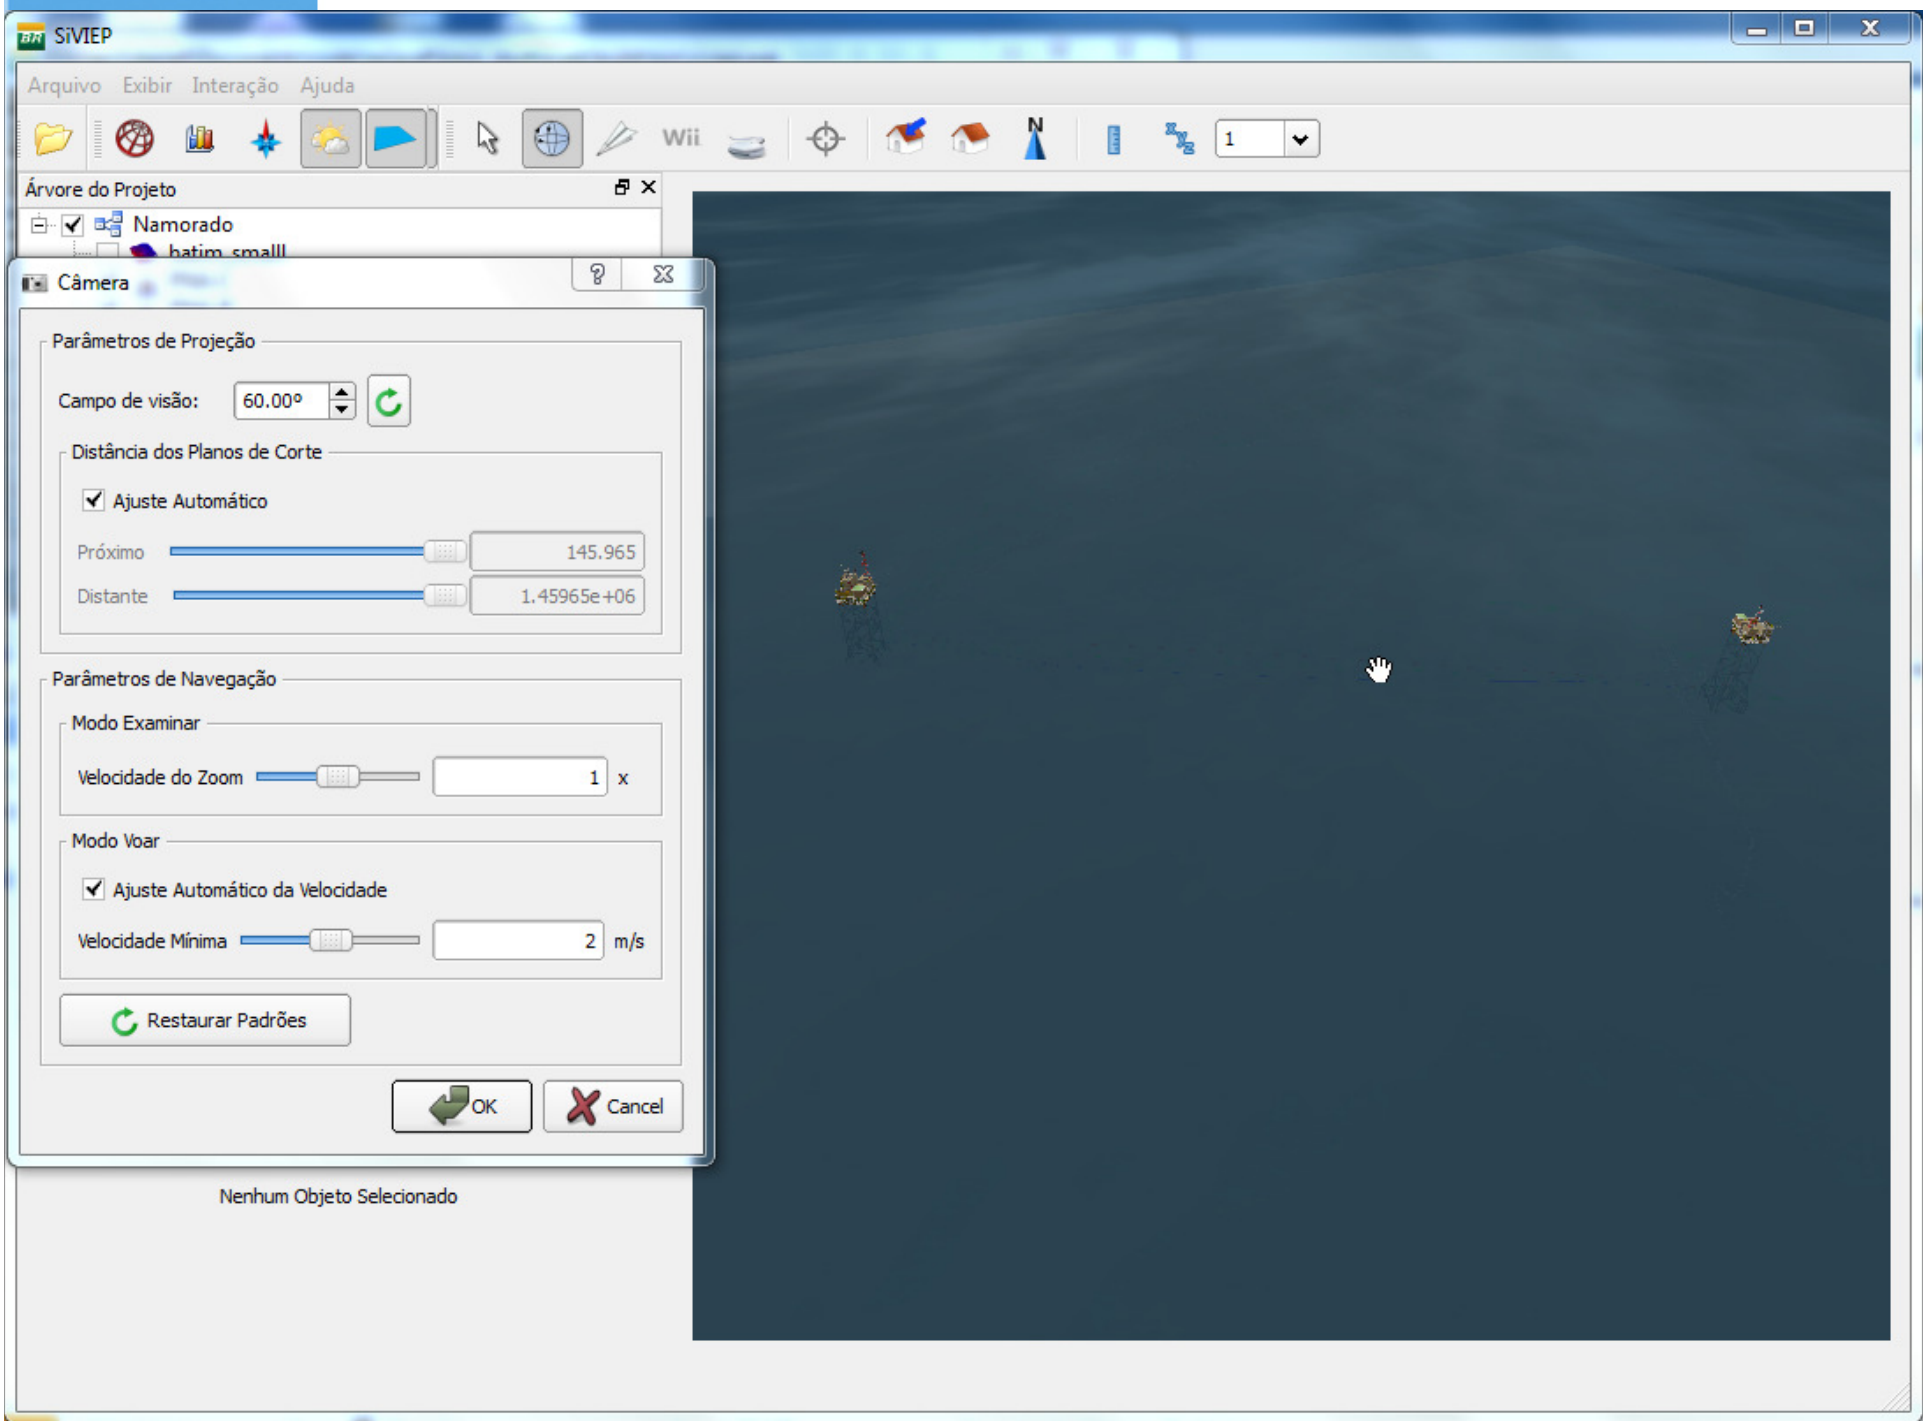 BR SiVIEP
Arquivo Exibir Interação Ajuda
Wii N x y z 1
Árvore do Projeto
Namorado
batim_smalll
Câmera
Parâmetros de Projeção
Campo de visão: 60.00º
Distância dos Planos de Corte
Ajuste Automático
Próximo 145.965
Distante 1.45965e+06
Parâmetros de Navegação
Modo Examinar
Velocidade do Zoom 1 x
Modo Voar
Ajuste Automático da Velocidade
Velocidade Mínima 2 m/s
Restaurar Padrões
OK Cancel
Nenhum Objeto Selecionado